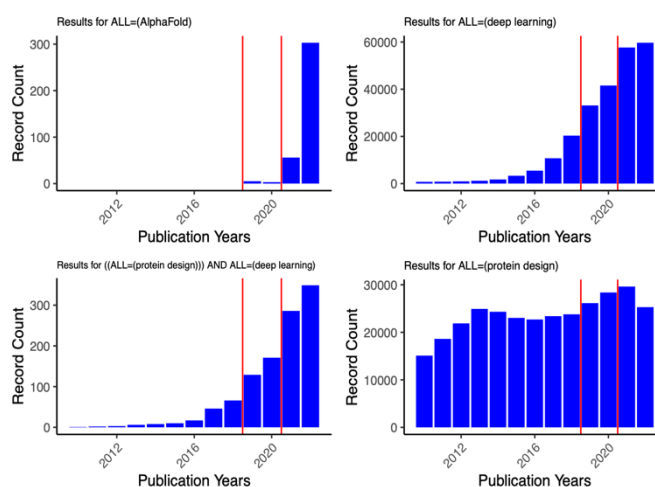 Results for ALL=(AlphaFold)
300
200
100
0
Record Count
2012
2016
2020
Publication Years
Results for ALL=(deep learning)
60000
40000
20000
0
Record Count
2012
2016
2020
Publication Years
Results for ((ALL=(protein design))) AND ALL=(deep learning)
300
200
100
0
Record Count
2012
2016
2020
Publication Years
Results for ALL=(protein design)
30000
20000
10000
0
Record Count
2012
2016
2020
Publication Years